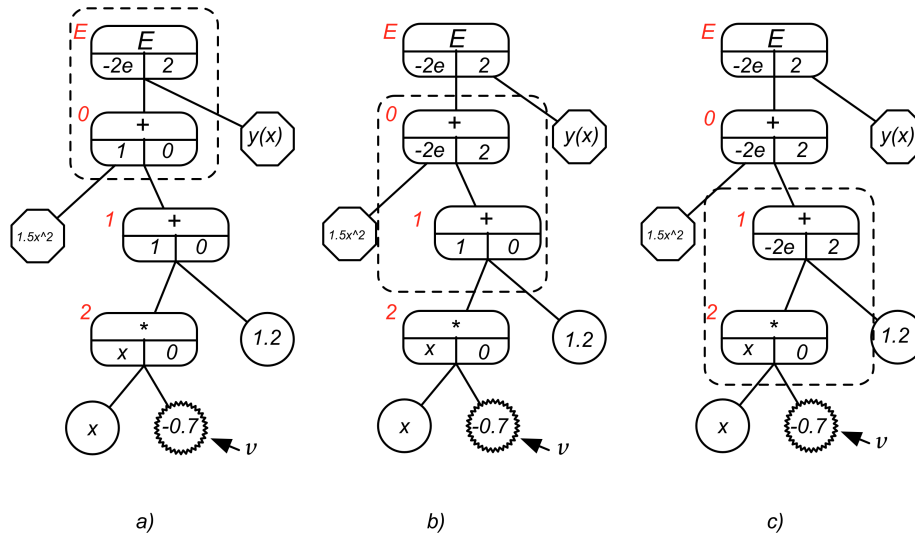 E
E
-2e 2
0
+
1 0
y(x)
1.5x^2
1
+
1 0
2
*
x 0
1.2
x
-0.7
ν
a)
E
E
-2e 2
0
+
-2e 2
y(x)
1.5x^2
1
+
1 0
2
*
x 0
1.2
x
-0.7
ν
b)
E
E
-2e 2
0
+
-2e 2
y(x)
1.5x^2
1
+
-2e 2
2
*
x 0
1.2
x
-0.7
ν
c)